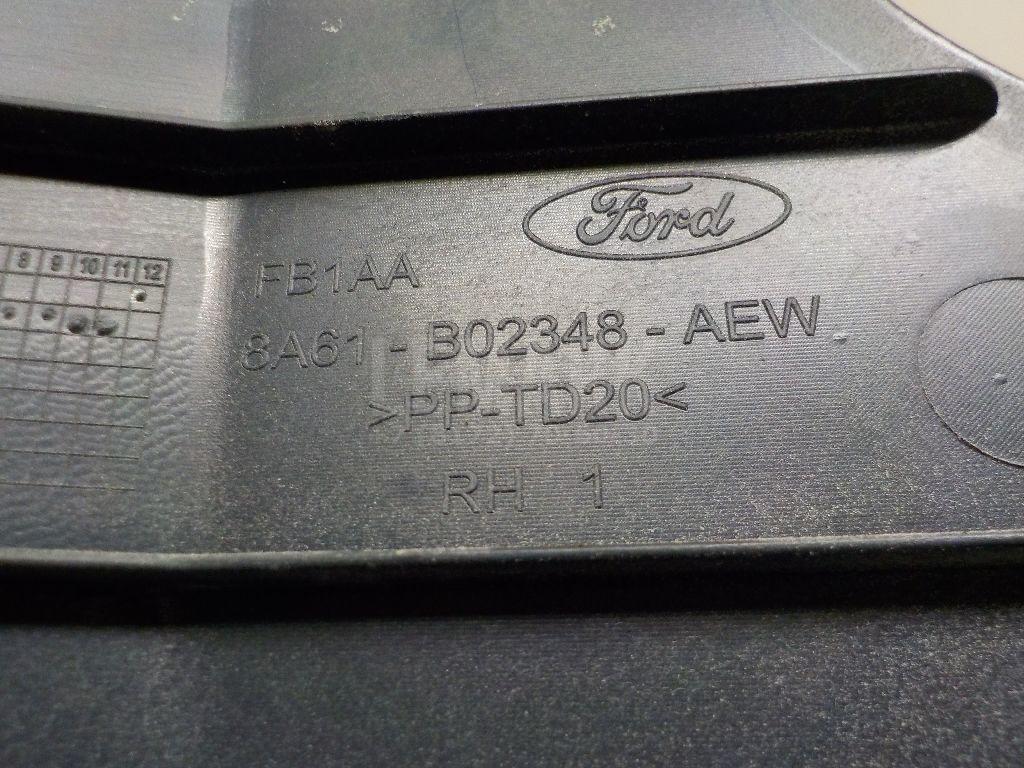 Ford
FB1AA
8A61 - B02348 - AEW
>PP-TD20<
RH 1
8 9 10 11 12